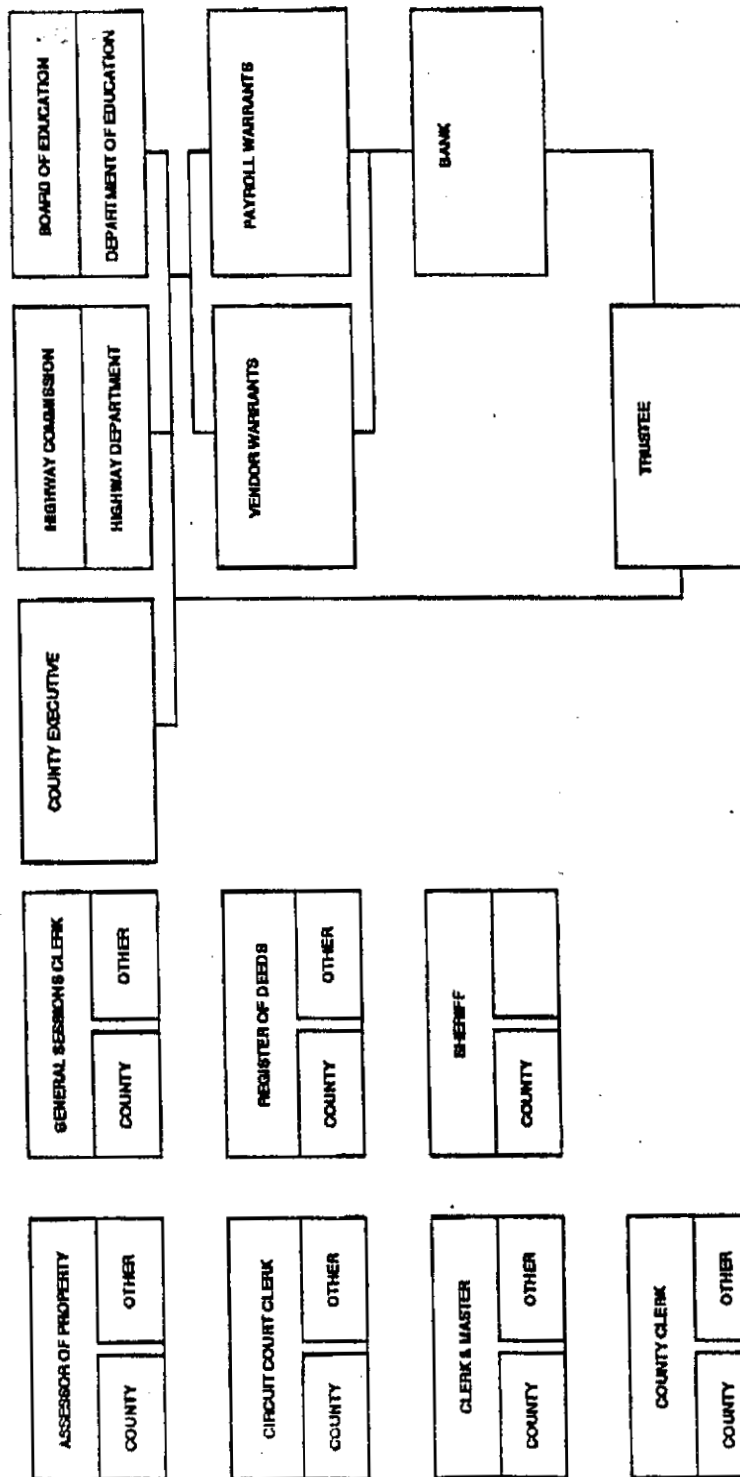 ASSESSOR OF PROPERTY
COUNTY
OTHER
GENERAL SESSIONS CLERK
COUNTY
OTHER
COUNTY EXECUTIVE
HIGHWAY COMMISSION
HIGHWAY DEPARTMENT
BOARD OF EDUCATION
DEPARTMENT OF EDUCATION
CIRCUIT COURT CLERK
COUNTY
OTHER
REGISTER OF DEEDS
COUNTY
OTHER
VENDOR WARRANTS
PAYROLL WARRANTS
CLERK & MASTER
COUNTY
OTHER
SHERIFF
COUNTY
BANK
COUNTY CLERK
COUNTY
OTHER
TRUSTEE